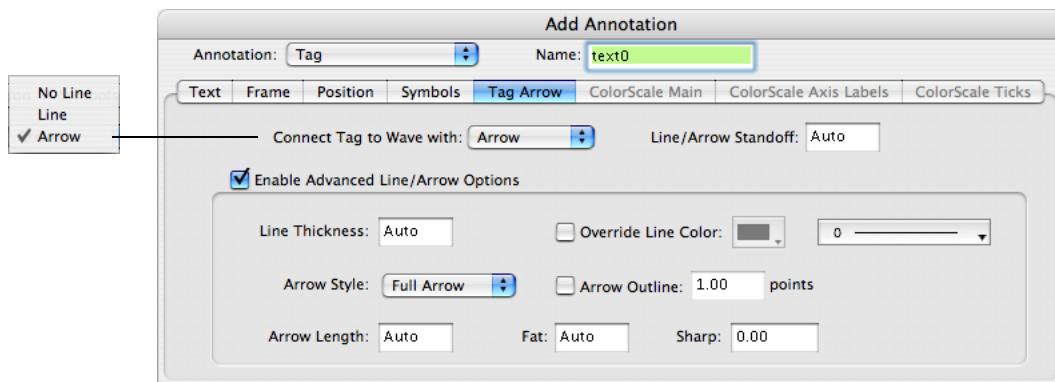 Add Annotation
Annotation: Tag Name: text0
Text Frame Position Symbols Tag Arrow ColorScale Main ColorScale Axis Labels ColorScale Ticks
No Line
Line
✓ Arrow
Connect Tag to Wave with: Arrow Line/Arrow Standoff: Auto
Enable Advanced Line/Arrow Options
Line Thickness: Auto Override Line Color: 0
Arrow Style: Full Arrow Arrow Outline: 1.00 points
Arrow Length: Auto Fat: Auto Sharp: 0.00